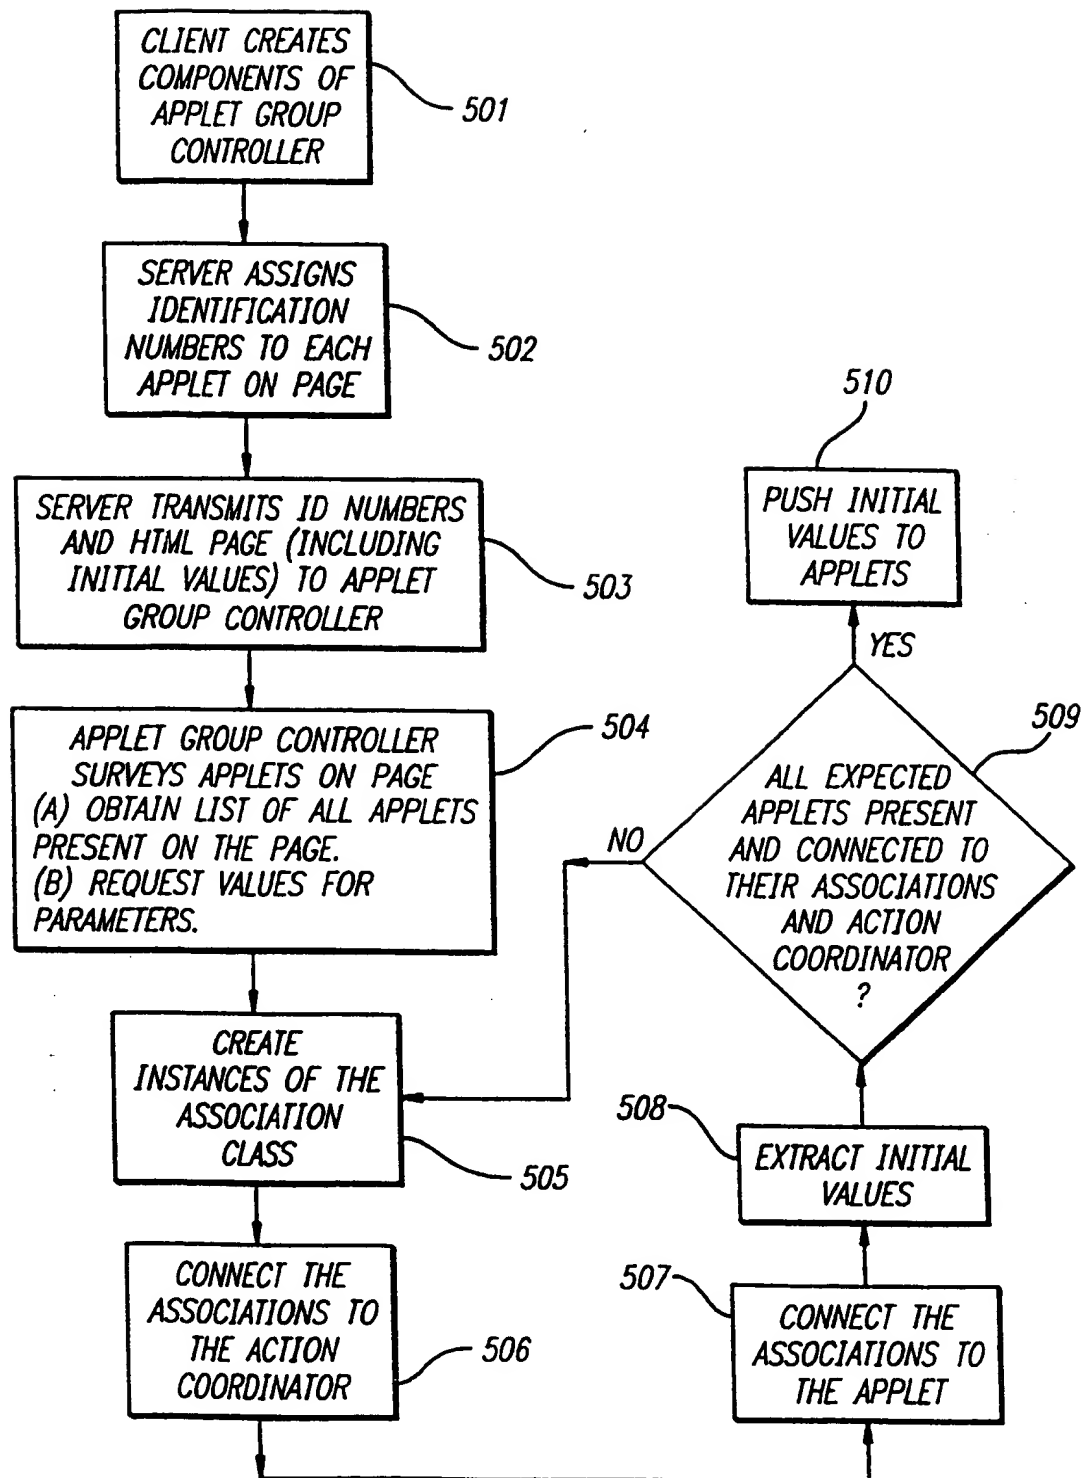 CLIENT CREATES
COMPONENTS OF
APPLET GROUP
CONTROLLER
501
SERVER ASSIGNS
IDENTIFICATION
NUMBERS TO EACH
APPLET ON PAGE
502
SERVER TRANSMITS ID NUMBERS
AND HTML PAGE (INCLUDING
INITIAL VALUES) TO APPLET
GROUP CONTROLLER
503
APPLET GROUP CONTROLLER
SURVEYS APPLETS ON PAGE
(A) OBTAIN LIST OF ALL APPLETS
PRESENT ON THE PAGE.
(B) REQUEST VALUES FOR
PARAMETERS.
504
CREATE
INSTANCES OF THE
ASSOCIATION
CLASS
505
CONNECT THE
ASSOCIATIONS TO
THE ACTION
COORDINATOR
506
507
CONNECT THE
ASSOCIATIONS TO
THE APPLET
508
EXTRACT INITIAL
VALUES
509
ALL EXPECTED
APPLETS PRESENT
AND CONNECTED TO
THEIR ASSOCIATIONS
AND ACTION
COORDINATOR
?
NO
YES
510
PUSH INITIAL
VALUES TO
APPLETS